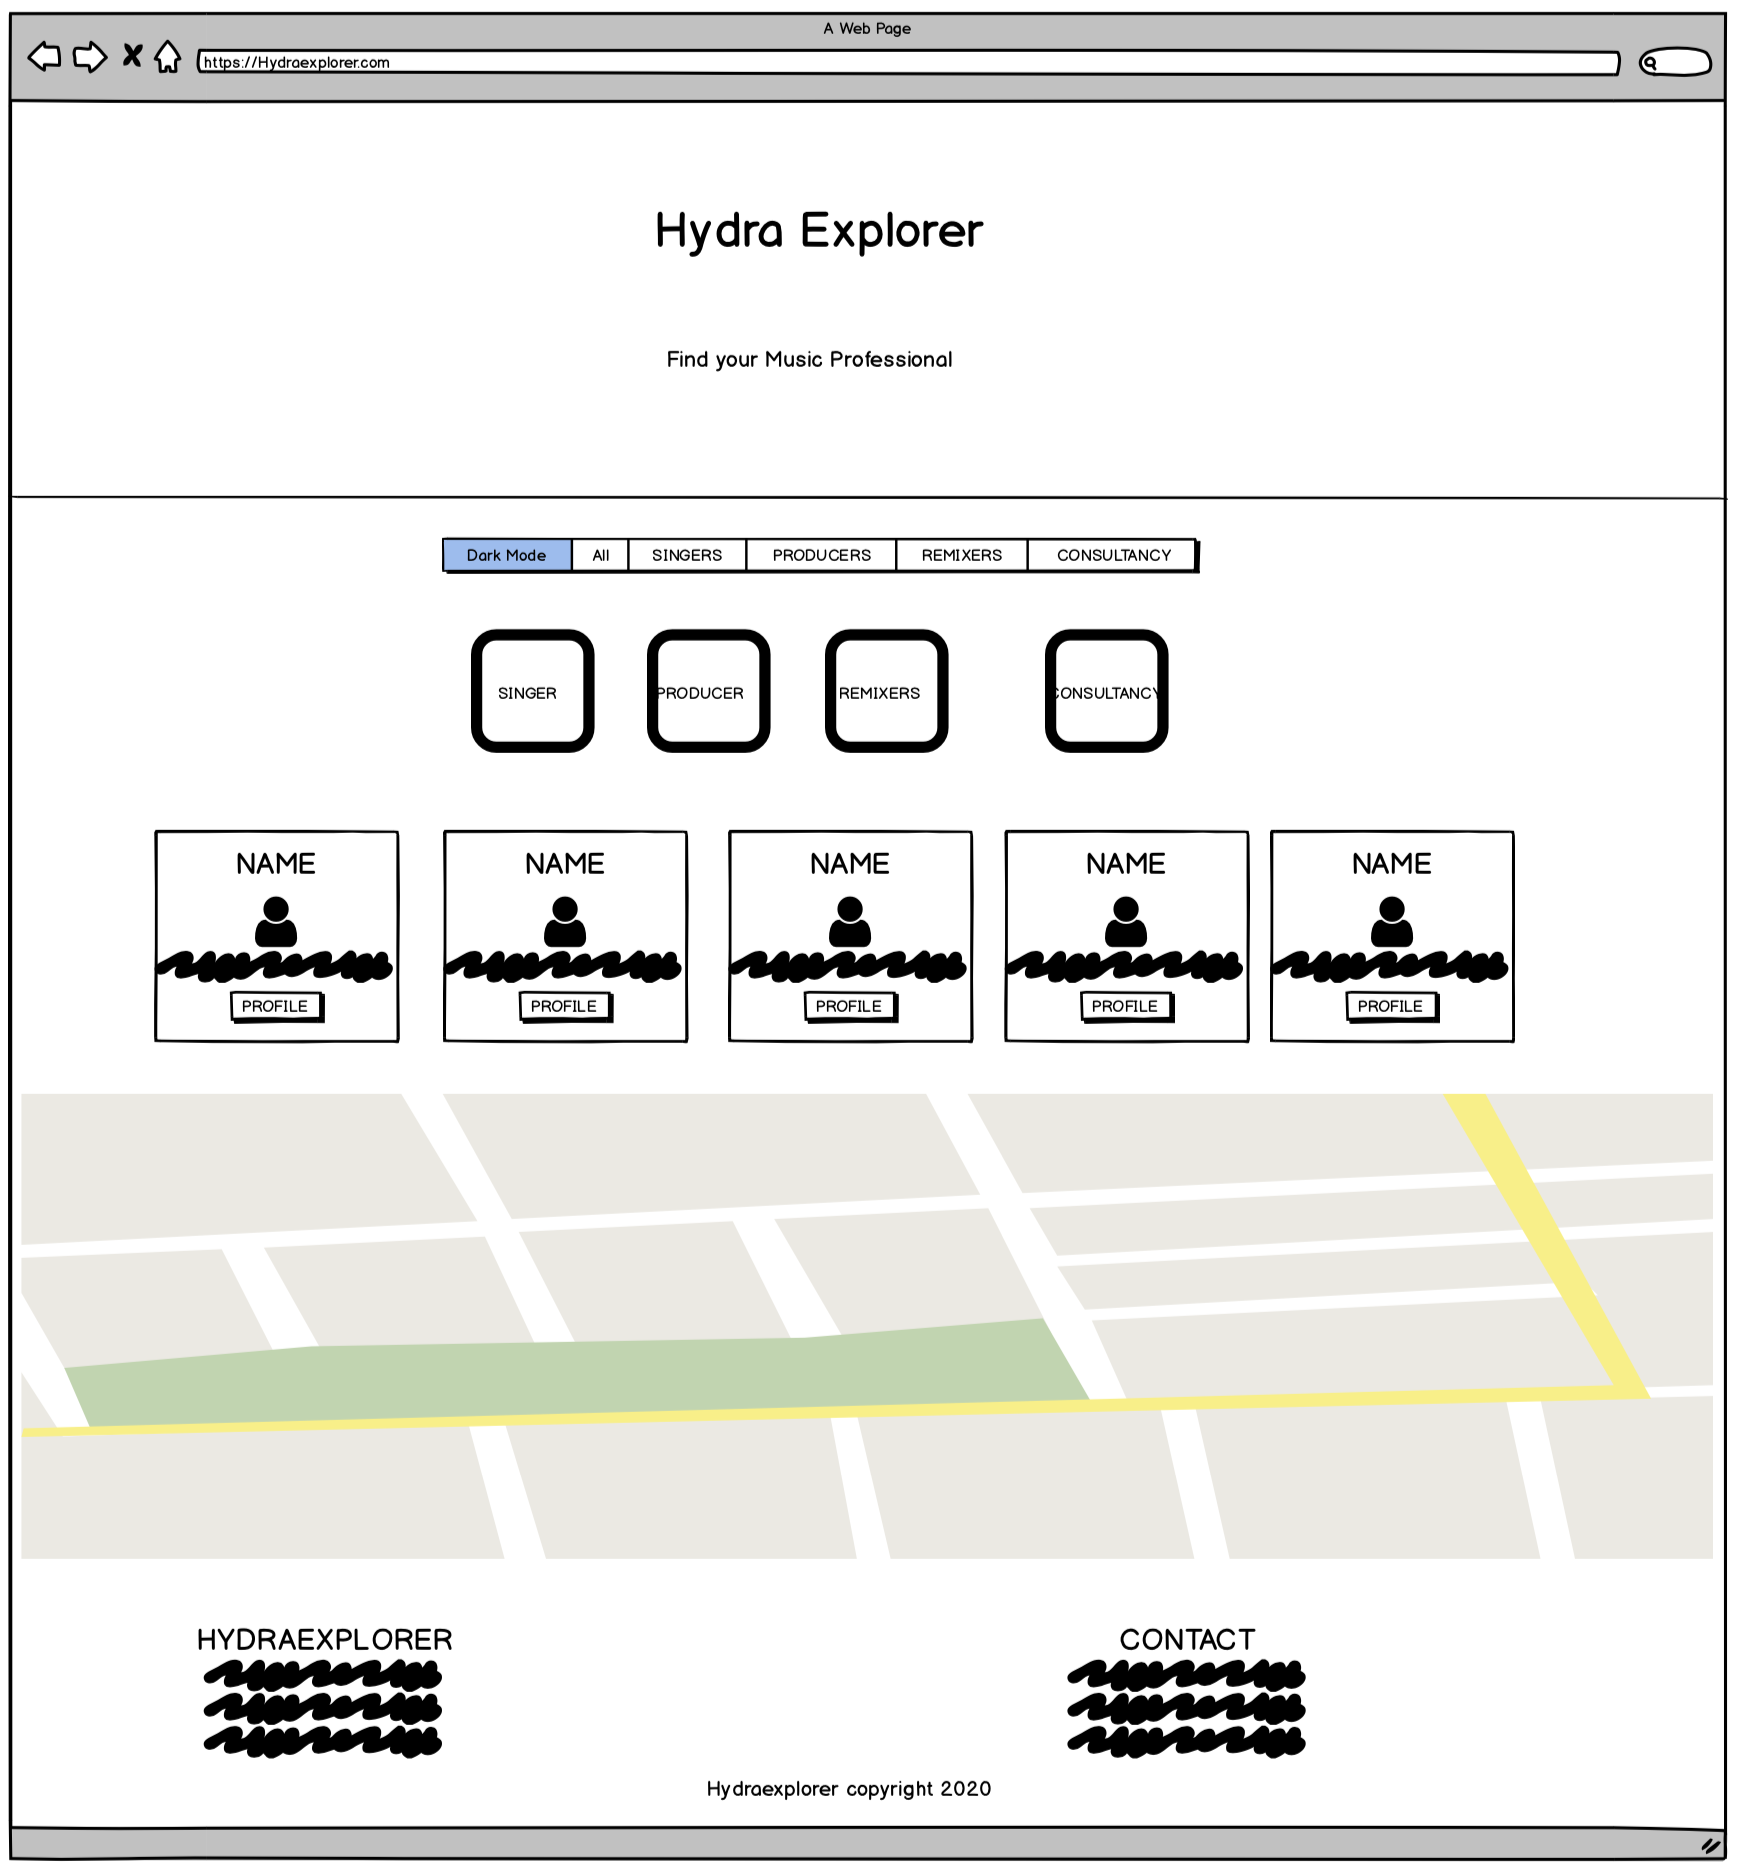 A Web Page
https://Hydraexplorer.com
Hydra Explorer
Find your Music Professional
Dark Mode All SINGERS PRODUCERS REMIXERS CONSULTANCY
SINGER PRODUCER REMIXERS CONSULTANCY
NAME NAME NAME NAME NAME
PROFILE PROFILE PROFILE PROFILE PROFILE
HYDRAEXPLORER CONTACT
Hydraexplorer copyright 2020